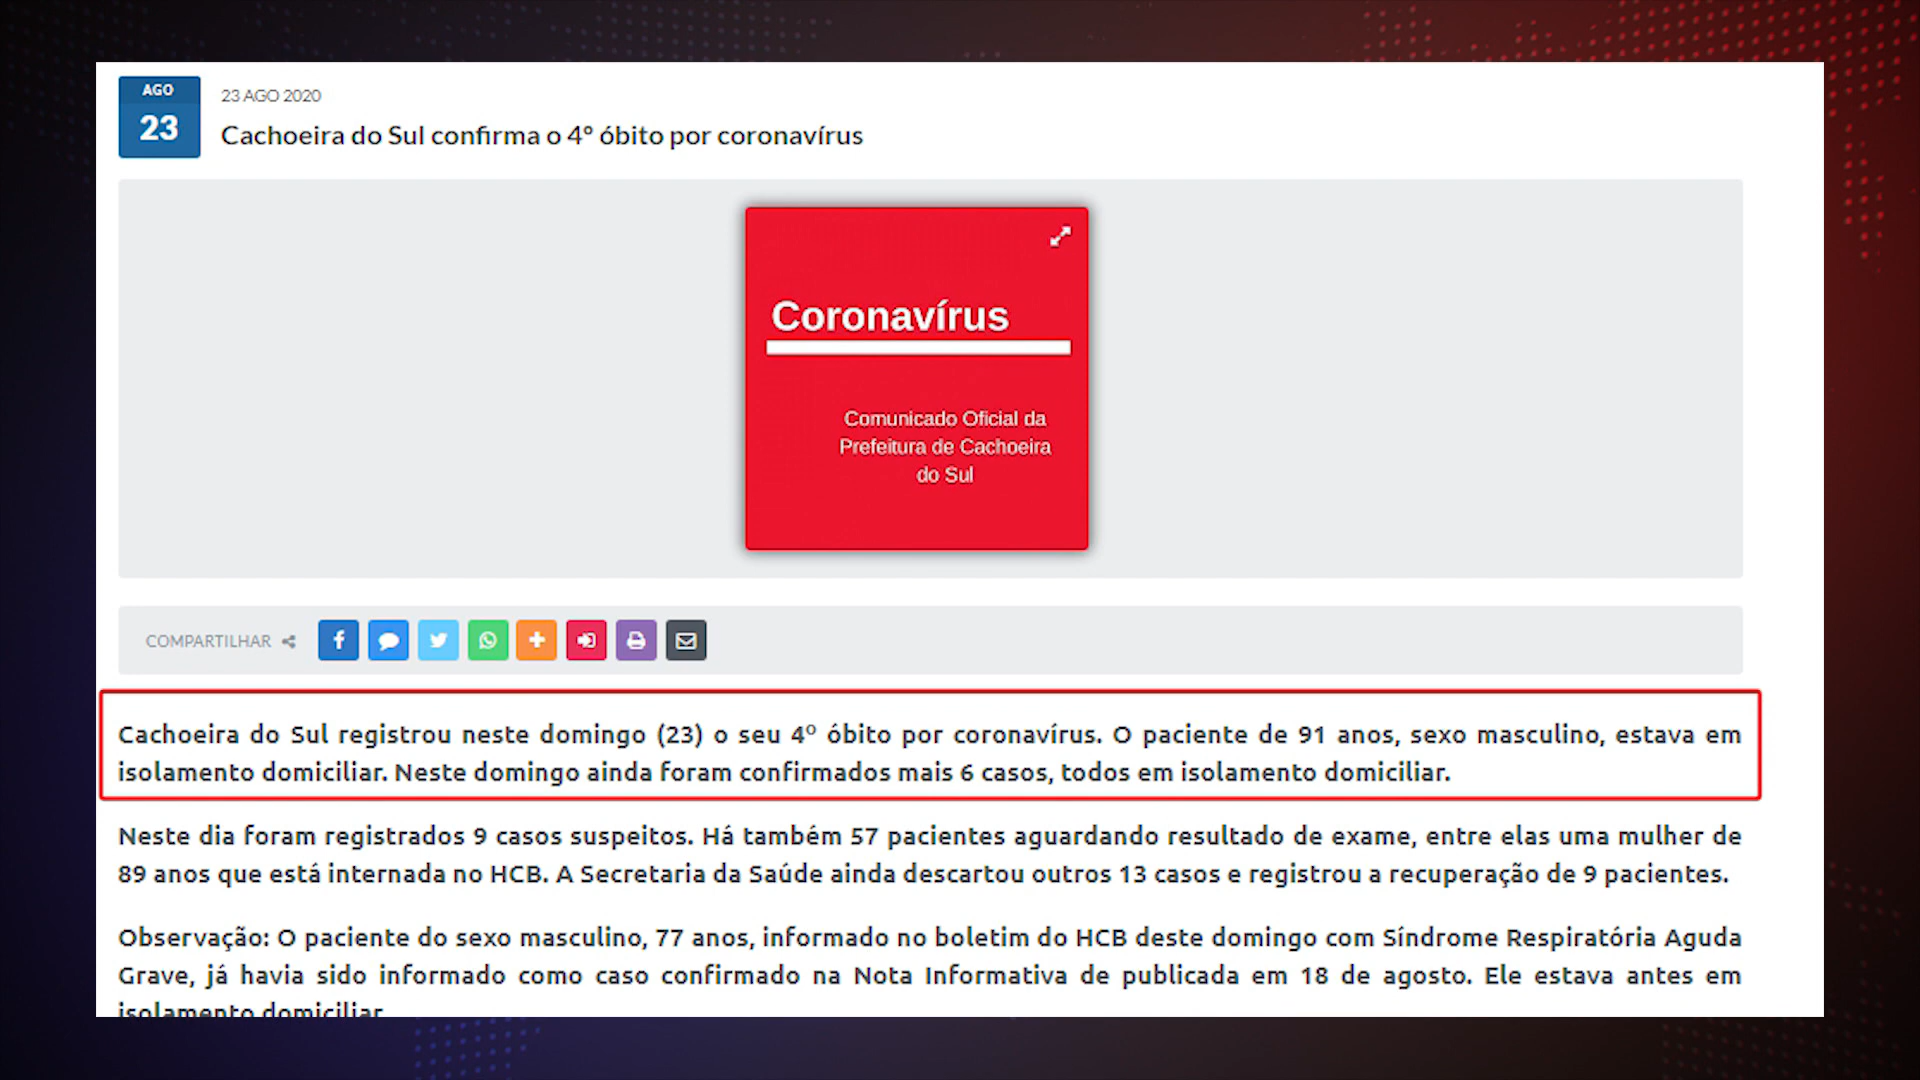 AGO
23
23 AGO 2020
Cachoeira do Sul confirma o 4º óbito por coronavírus
Coronavírus
Comunicado Oficial da
Prefeitura de Cachoeira
do Sul
COMPARTILHAR
Cachoeira do Sul registrou neste domingo (23) o seu 4º óbito por coronavírus. O paciente de 91 anos, sexo masculino, estava em
isolamento domiciliar. Neste domingo ainda foram confirmados mais 6 casos, todos em isolamento domiciliar.
Neste dia foram registrados 9 casos suspeitos. Há também 57 pacientes aguardando resultado de exame, entre elas uma mulher de
89 anos que está internada no HCB. A Secretaria da Saúde ainda descartou outros 13 casos e registrou a recuperação de 9 pacientes.
Observação: O paciente do sexo masculino, 77 anos, informado no boletim do HCB deste domingo com Síndrome Respiratória Aguda
Grave, já havia sido informado como caso confirmado na Nota Informativa de publicada em 18 de agosto. Ele estava antes em
isolamento domiciliar